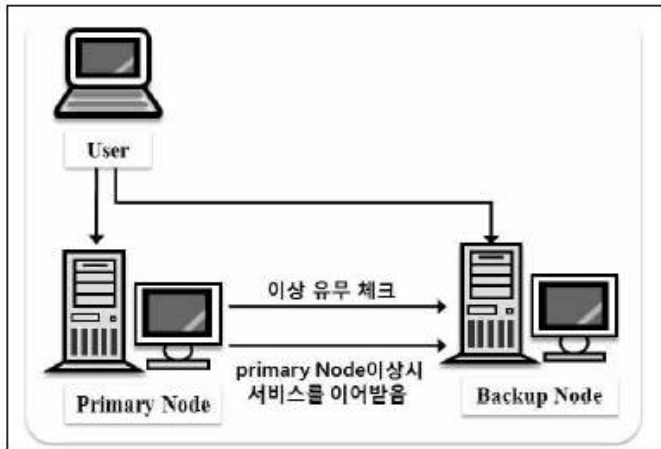 User
이상 유무 체크
primary Node이상시
서비스를 이어받음
Primary Node
Backup Node